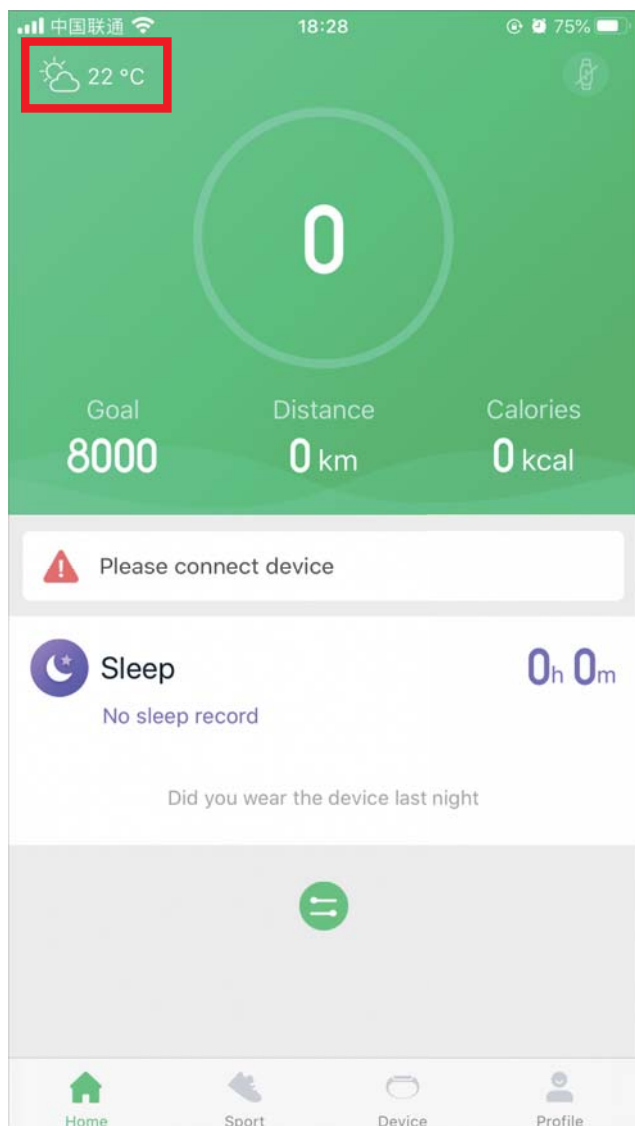 中国联通 18:28 75%
22 °C
0
Goal Distance Calories
8000 0 km 0 kcal
Please connect device
Sleep 0h 0m
No sleep record
Did you wear the device last night
Home Sport Device Profile